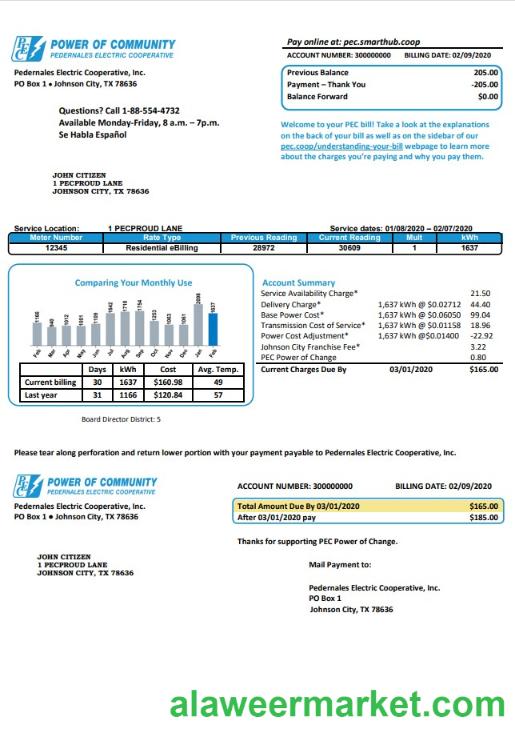 PEC POWER OF COMMUNITY
PEDERNALES ELECTRIC COOPERATIVE
Pedernales Electric Cooperative, Inc.
PO Box 1 • Johnson City, TX 78636
Questions? Call 1-88-554-4732
Available Monday-Friday, 8 a.m. – 7p.m.
Se Habla Español
JOHN CITIZEN
1 PECPROUD LANE
JOHNSON CITY, TX 78636
Pay online at: pec.smarthub.coop
ACCOUNT NUMBER: 300000000 BILLING DATE: 02/09/2020
Previous Balance 205.00
Payment – Thank You -205.00
Balance Forward $0.00
Welcome to your PEC bill! Take a look at the explanations
on the back of your bill as well as on the sidebar of our
pec.coop/understanding-your-bill webpage to learn more
about the charges you're paying and why you pay them.
Service Location: 1 PECPROUD LANE Service dates: 01/08/2020 – 02/07/2020
Meter Number Rate Type Previous Reading Current Reading Mult kWh
12345 Residential eBilling 28972 30609 1 1637
Comparing Your Monthly Use
Feb Mar Apr May Jun Jul Aug Sep Oct Nov Dec Jan Feb
Days kWh Cost Avg. Temp.
Current billing 30 1637 $160.98 49
Last year 31 1166 $120.84 57
Board Director District: 5
Account Summary
Service Availability Charge* 21.50
Delivery Charge* 1,637 kWh @ $0.02712 44.40
Base Power Cost* 1,637 kWh @ $0.06050 99.04
Transmission Cost of Service* 1,637 kWh @ $0.01158 18.96
Power Cost Adjustment* 1,637 kWh @ $0.01400 -22.92
Johnson City Franchise Fee* 3.22
PEC Power of Change 0.80
Current Charges Due By 03/01/2020 $165.00
Please tear along perforation and return lower portion with your payment payable to Pedernales Electric Cooperative, Inc.
PEC POWER OF COMMUNITY
PEDERNALES ELECTRIC COOPERATIVE
Pedernales Electric Cooperative, Inc.
PO Box 1 • Johnson City, TX 78636
JOHN CITIZEN
1 PECPROUD LANE
JOHNSON CITY, TX 78636
ACCOUNT NUMBER: 300000000 BILLING DATE: 02/09/2020
Total Amount Due By 03/01/2020 $165.00
After 03/01/2020 pay $185.00
Thanks for supporting PEC Power of Change.
Mail Payment to:
Pedernales Electric Cooperative, Inc.
PO Box 1
Johnson City, TX 78636
alaweermarket.com